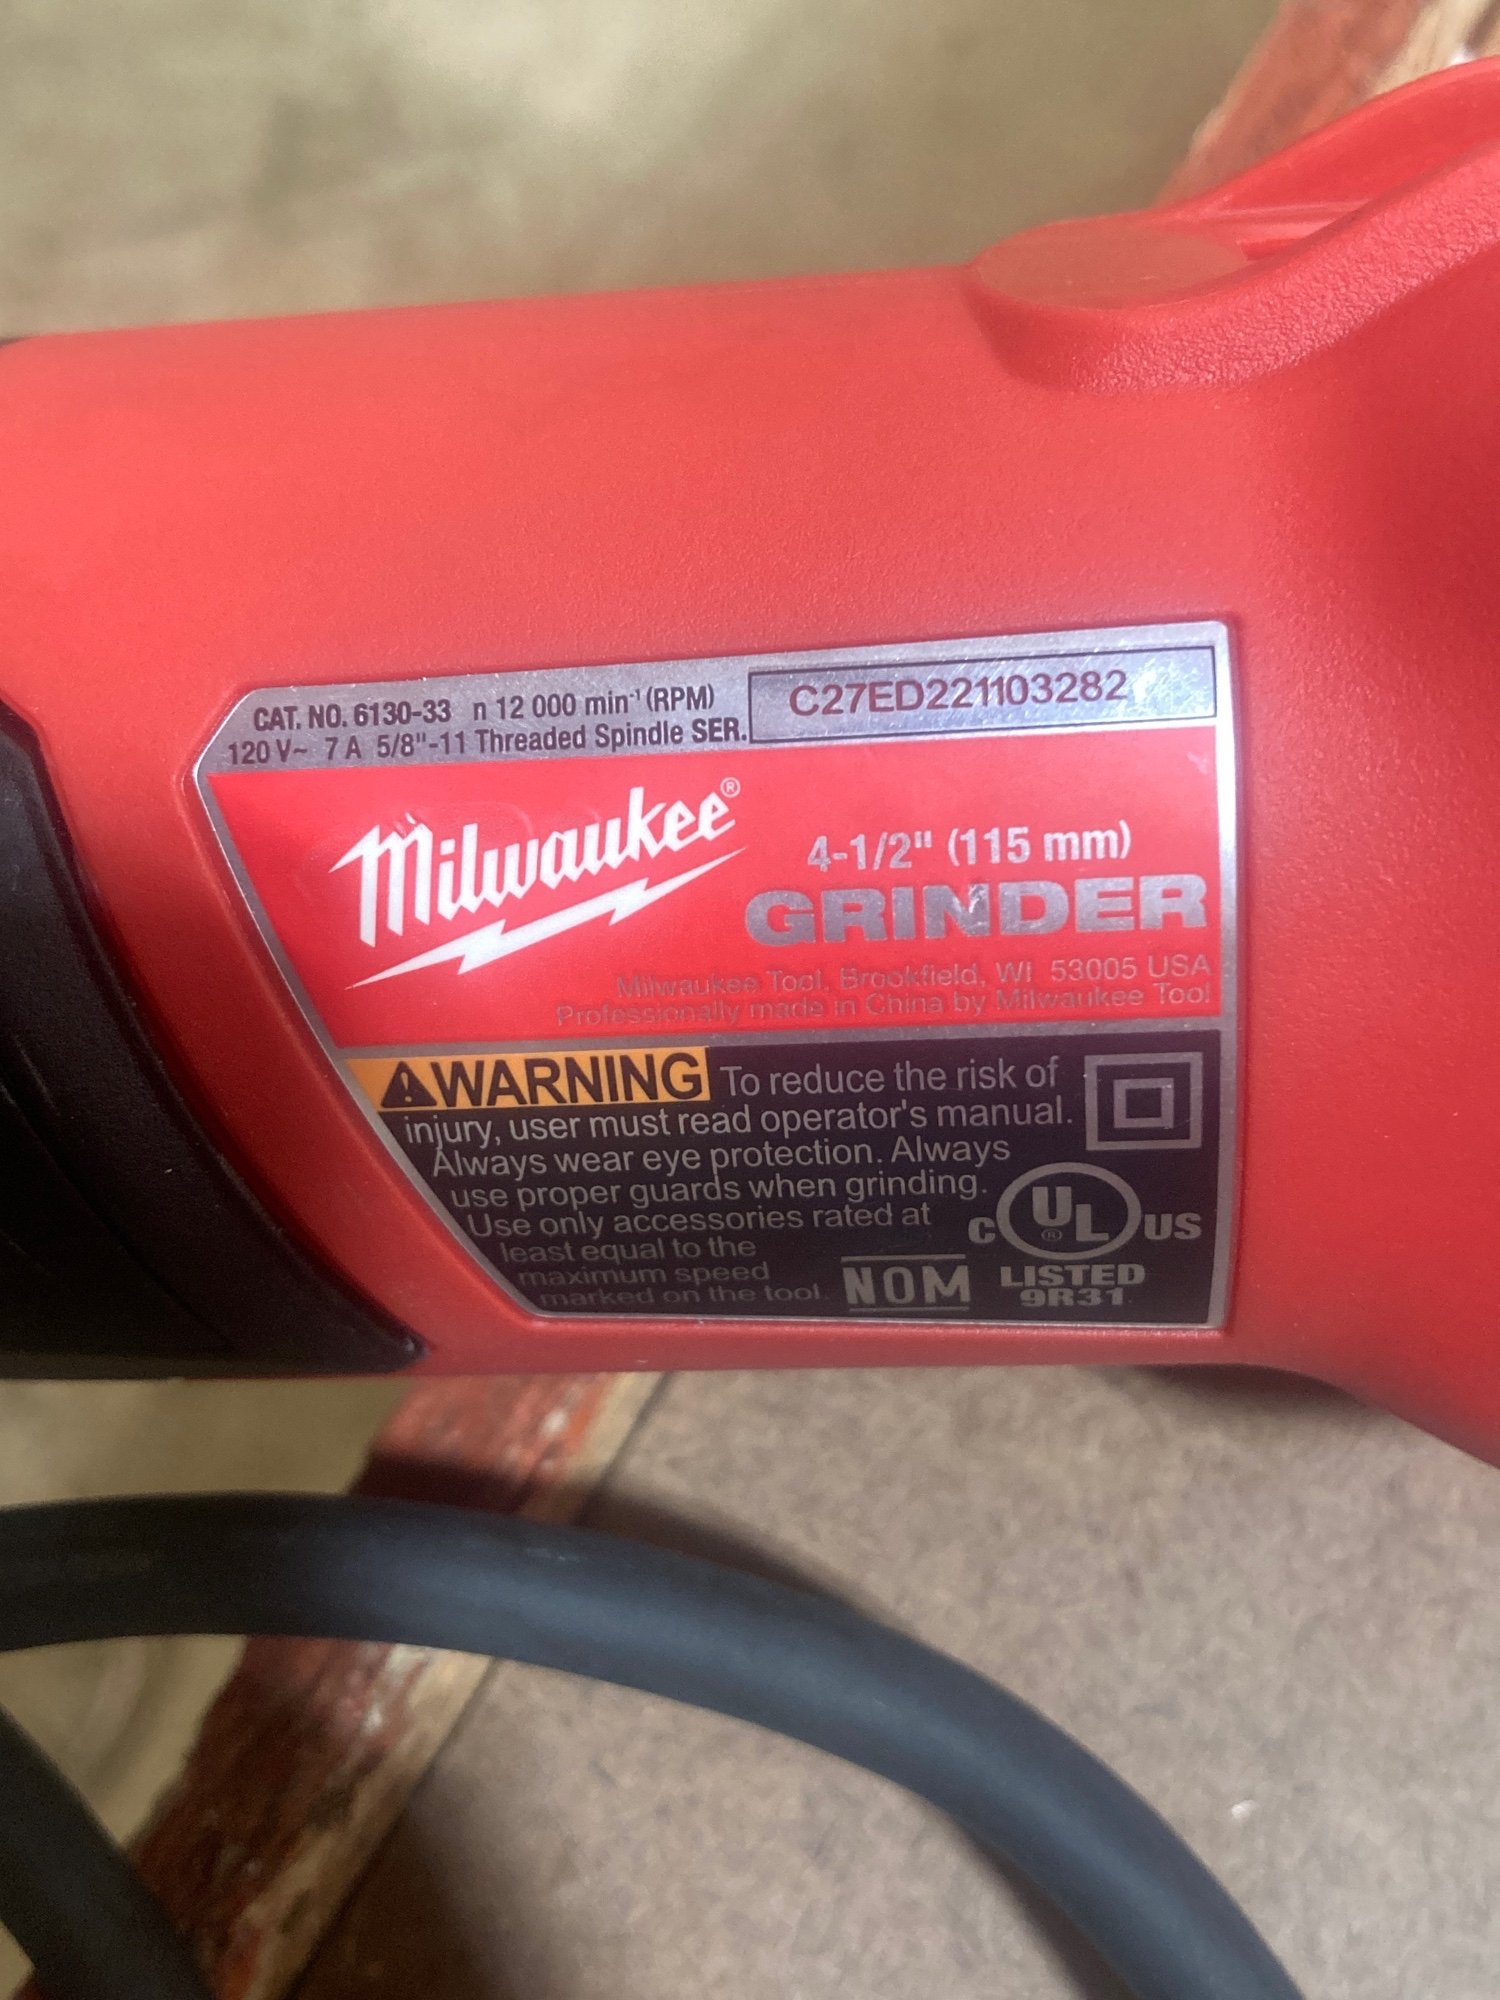 CAT. NO. 6130-33 n 12 000 min⁻¹ (RPM)
120 V~ 7 A 5/8"-11 Threaded Spindle SER.
C27ED221103282
Milwaukee®
4-1/2" (115 mm)
GRINDER
Milwaukee Tool, Brookfield, WI 53005 USA
Professionally made in China by Milwaukee Tool
WARNING To reduce the risk of
injury, user must read operator's manual.
Always wear eye protection. Always
use proper guards when grinding.
Use only accessories rated at
least equal to the
maximum speed
marked on the tool.
C UL® US
LISTED
9R31
NOM